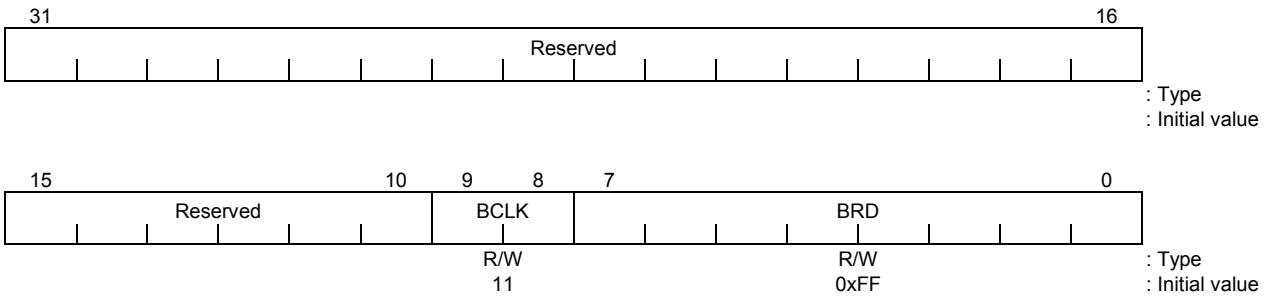 31 16
Reserved
: Type
: Initial value
15 10 9 8 7 0
Reserved BCLK BRD
R/W R/W : Type
11 0xFF : Initial value